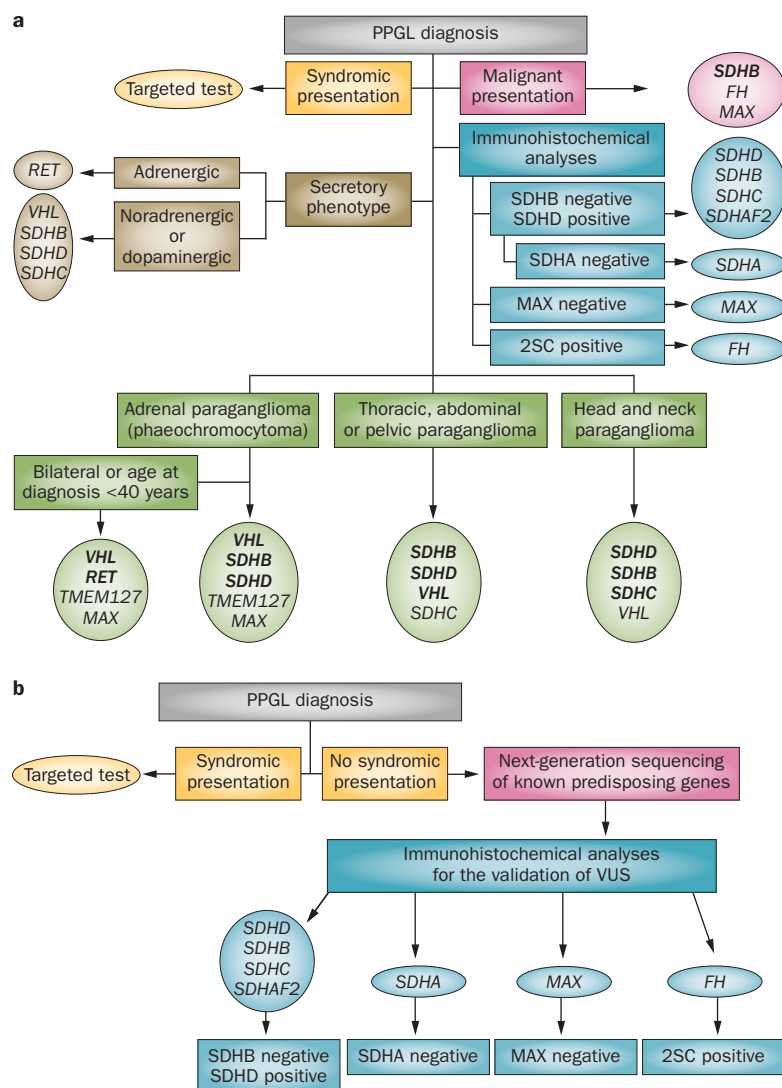 a
PPGL diagnosis
Targeted test
Syndromic
presentation
Malignant
presentation
SDHB
FH
MAX
Immunohistochemical
analyses
SDHD
SDHB
SDHC
SDHAF2
RET
Adrenergic
Secretory
phenotype
VHL
SDHB
SDHD
SDHC
Noradrenergic
or
dopaminergic
SDHB negative
SDHD positive
SDHA negative
SDHA
MAX negative
MAX
2SC positive
FH
Adrenal paraganglioma
(phaeochromocytoma)
Thoracic, abdominal
or pelvic paraganglioma
Head and neck
paraganglioma
Bilateral or age at
diagnosis <40 years
VHL
RET
TMEM127
MAX
VHL
SDHB
SDHD
TMEM127
MAX
SDHB
SDHD
VHL
SDHC
SDHD
SDHB
SDHC
VHL
b
PPGL diagnosis
Targeted test
Syndromic
presentation
No syndromic
presentation
Next-generation sequencing
of known predisposing genes
Immunohistochemical analyses
for the validation of VUS
SDHD
SDHB
SDHC
SDHAF2
SDHA
MAX
FH
SDHB negative
SDHD positive
SDHA negative
MAX negative
2SC positive